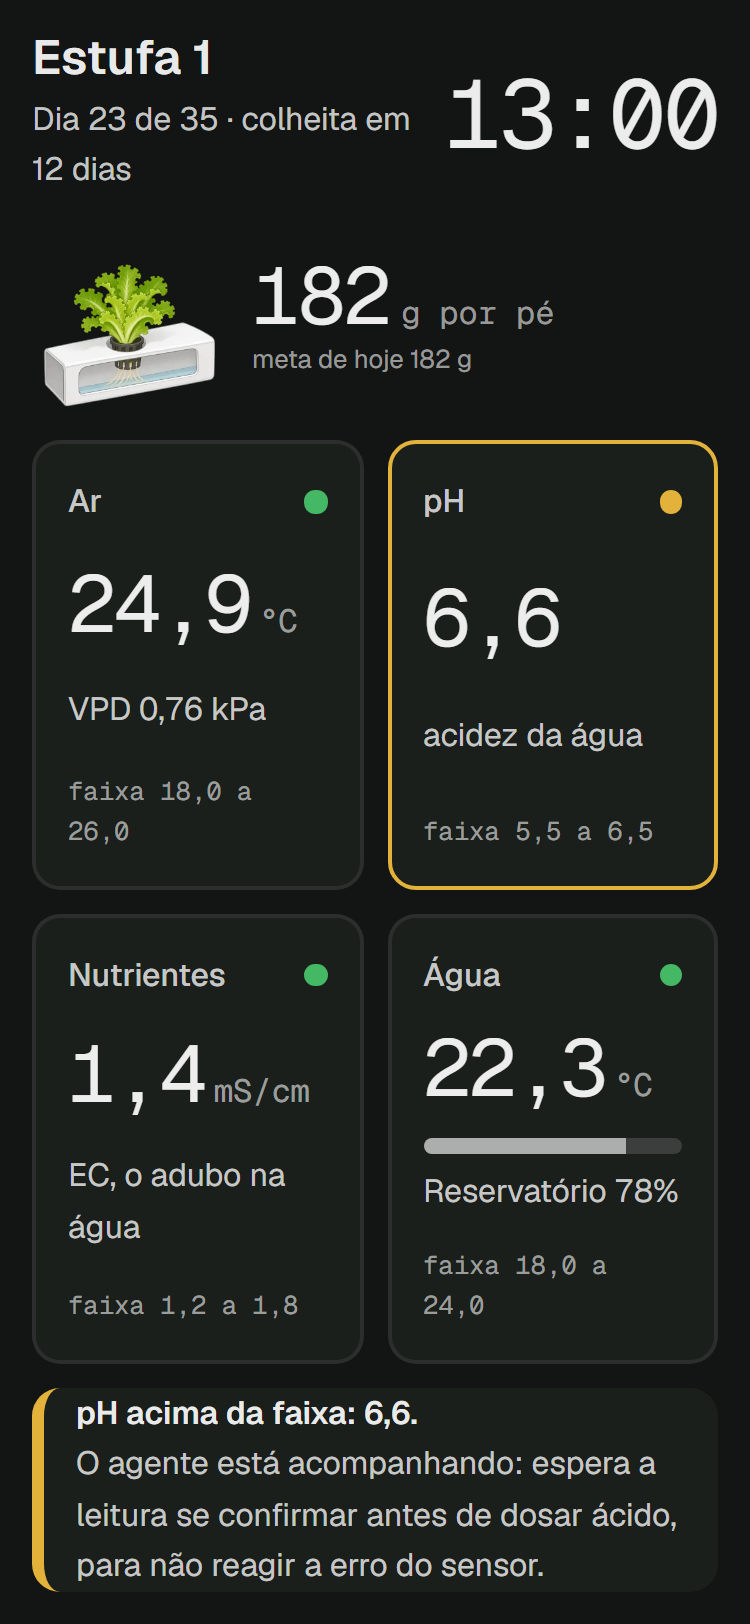 Estufa 1
Dia 23 de 35 · colheita em
12 dias
13:00
182 g por pé
meta de hoje 182 g
Ar
24,9 °C
VPD 0,76 kPa
faixa 18,0 a
26,0
pH
6,6
acidez da água
faixa 5,5 a 6,5
Nutrientes
1,4 mS/cm
EC, o adubo na
água
faixa 1,2 a 1,8
Água
22,3 °C
Reservatório 78%
faixa 18,0 a
24,0
pH acima da faixa: 6,6.
O agente está acompanhando: espera a
leitura se confirmar antes de dosar ácido,
para não reagir a erro do sensor.